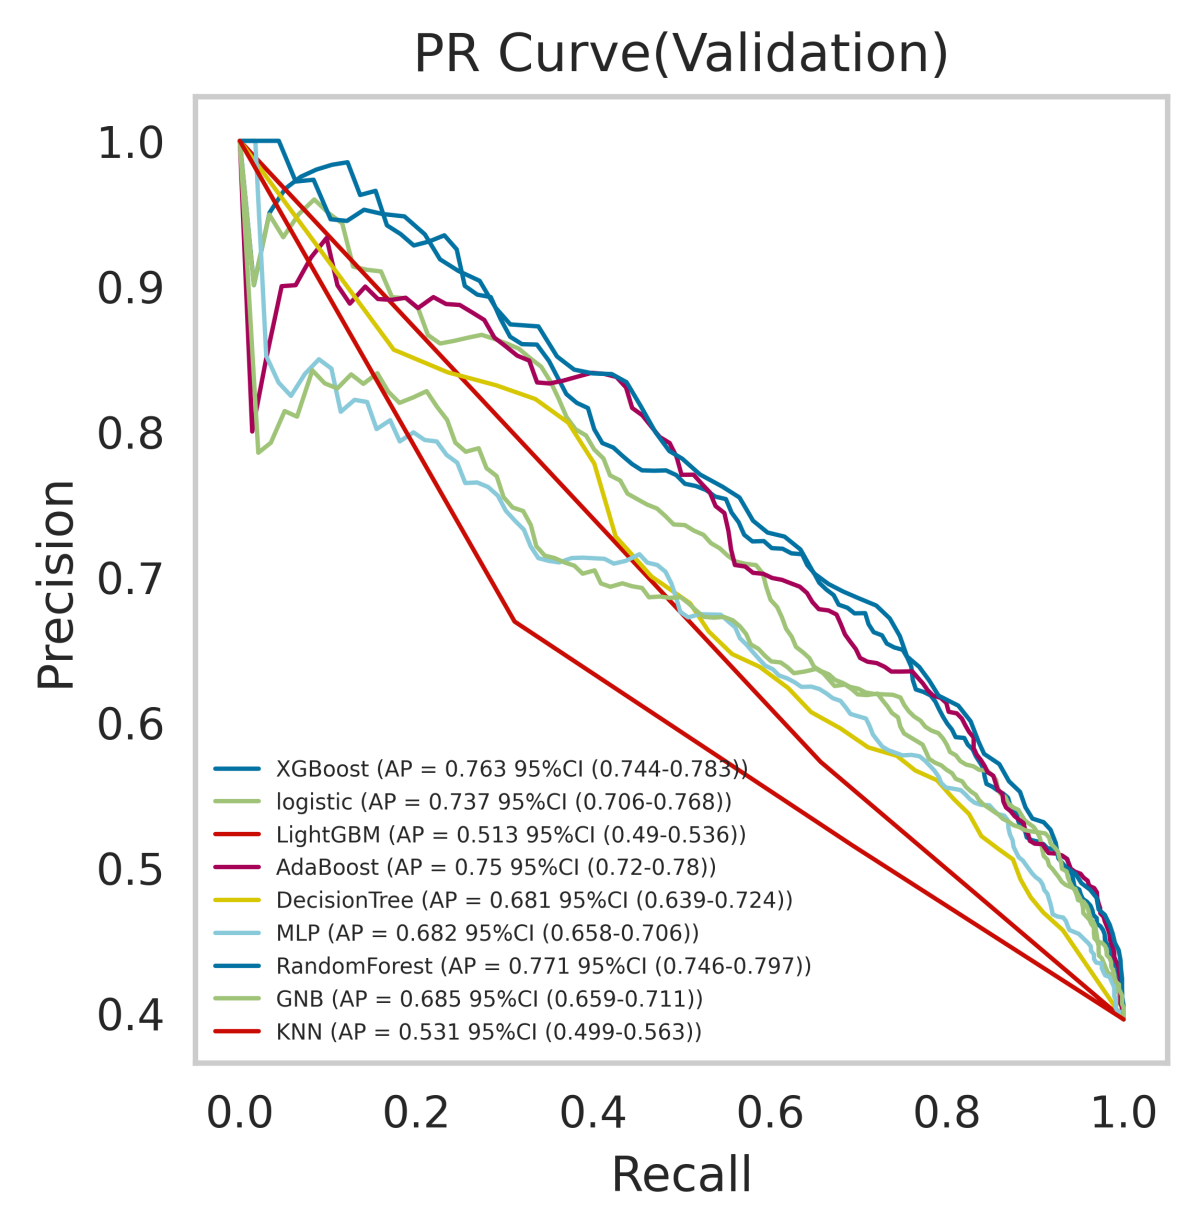 PR Curve(Validation)
1.0
0.9
0.8
0.7
0.6
0.5
0.4
Precision
XGBoost (AP = 0.763 95%CI (0.744-0.783))
logistic (AP = 0.737 95%CI (0.706-0.768))
LightGBM (AP = 0.513 95%CI (0.49-0.536))
AdaBoost (AP = 0.75 95%CI (0.72-0.78))
DecisionTree (AP = 0.681 95%CI (0.639-0.724))
MLP (AP = 0.682 95%CI (0.658-0.706))
RandomForest (AP = 0.771 95%CI (0.746-0.797))
GNB (AP = 0.685 95%CI (0.659-0.711))
KNN (AP = 0.531 95%CI (0.499-0.563))
0.0 0.2 0.4 0.6 0.8 1.0
Recall